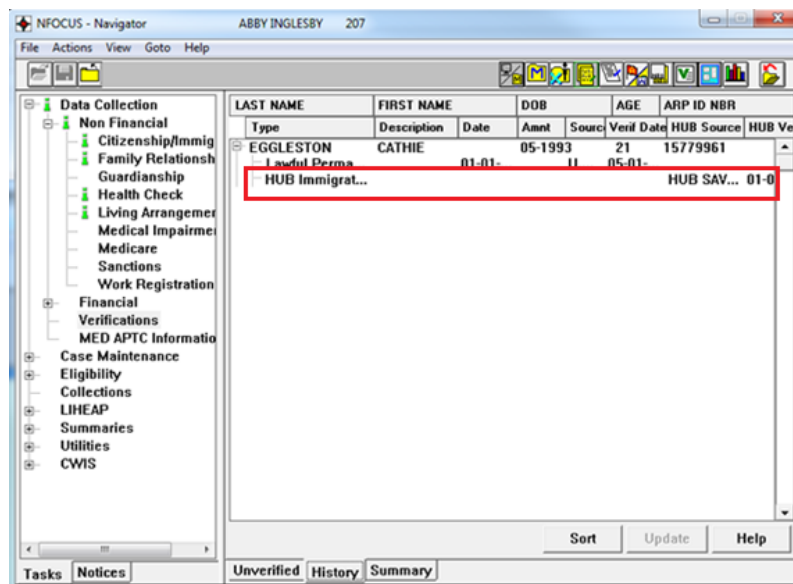 NFOCUS - Navigator ABBY INGLESBY 207
File Actions View Goto Help
Data Collection
Non Financial
Citizenship/Immig
Family Relationsh
Guardianship
Health Check
Living Arrangemen
Medical Impairme
Medicare
Sanctions
Work Registration
Financial
Verifications
MED APTC Informatio
Case Maintenance
Eligibility
Collections
LIHEAP
Summaries
Utilities
CWIS
Tasks Notices
LAST NAME FIRST NAME DOB AGE ARP ID NBR
Type Description Date Amnt Sourc Verif Date HUB Source HUB Ve
EGGLESTON CATHIE 05-1993 21 15779961
Lawful Perma 01-01- 05-01-
HUB Immigrat... HUB SAV... 01-0
Sort Update Help
Unverified History Summary